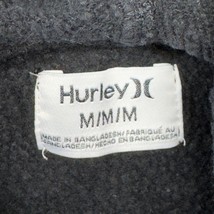 Hurley
M/M/M
MADE IN BANGLADESH/FABRIQUÉ AU
BANGLADESH/HECHO EN BANGLADESH